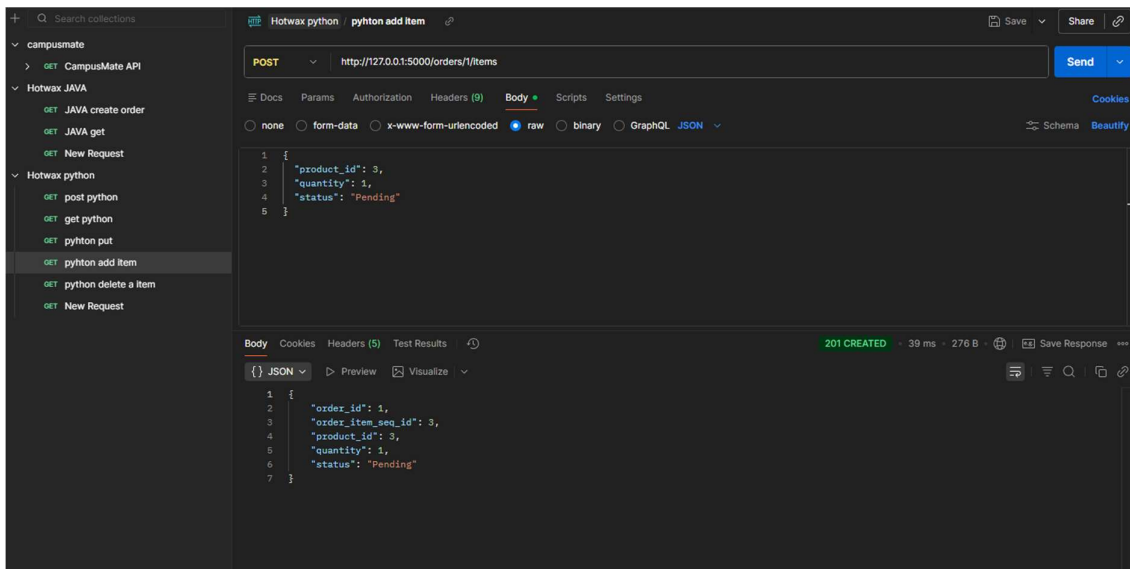 Search collections
campusmate
GET CampusMate API
Hotwax JAVA
GET JAVA create order
GET JAVA get
GET New Request
Hotwax python
GET post python
GET get python
GET pyhton put
GET pyhton add item
GET python delete a item
GET New Request
HTTP Hotwax python / pyhton add item
Save Share
POST http://127.0.0.1:5000/orders/1/items Send
Docs Params Authorization Headers (9) Body Scripts Settings Cookies
none form-data x-www-form-urlencoded raw binary GraphQL JSON Schema Beautify
1 {
2 "product_id": 3,
3 "quantity": 1,
4 "status": "Pending"
5 }
Body Cookies Headers (5) Test Results 201 CREATED 39 ms 276 B Save Response
{} JSON Preview Visualize
1 {
2 "order_id": 1,
3 "order_item_seq_id": 3,
4 "product_id": 3,
5 "quantity": 1,
6 "status": "Pending"
7 }